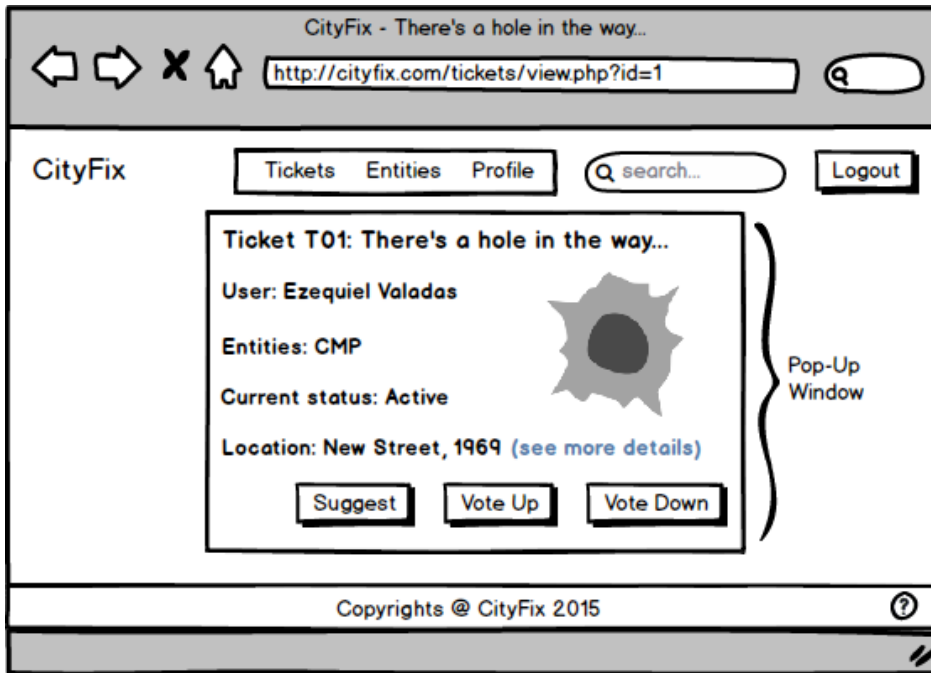 CityFix - There's a hole in the way...
http://cityfix.com/tickets/view.php?id=1
CityFix
Tickets Entities Profile
search...
Logout
Ticket T01: There's a hole in the way...
User: Ezequiel Valadas
Entities: CMP
Current status: Active
Location: New Street, 1969 (see more details)
Suggest
Vote Up
Vote Down
Pop-Up
Window
Copyrights @ CityFix 2015
?